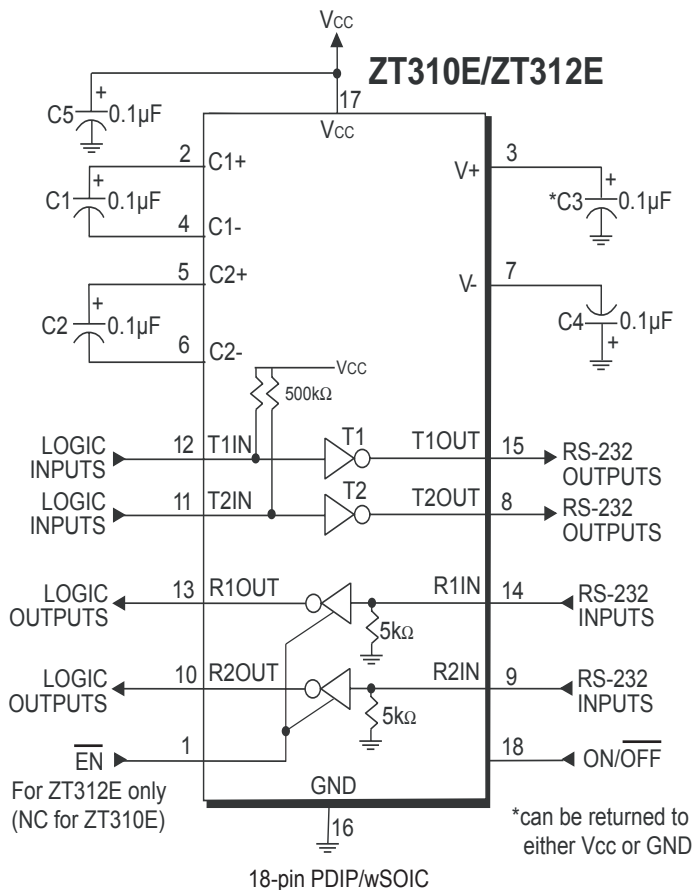 Vcc
ZT310E/ZT312E
C5
+
0.1µF
17
Vcc
2
C1+
V+
3
C1
+
0.1µF
*C3
+
0.1µF
4
C1-
5
C2+
V-
7
C2
+
0.1µF
C4
0.1µF
+
6
C2-
Vcc
500kΩ
LOGIC
INPUTS
12
T1IN
T1
T1OUT
15
RS-232
OUTPUTS
LOGIC
INPUTS
11
T2IN
T2
T2OUT
8
RS-232
OUTPUTS
LOGIC
OUTPUTS
13
R1OUT
R1IN
14
RS-232
INPUTS
5kΩ
LOGIC
OUTPUTS
10
R2OUT
R2IN
9
RS-232
INPUTS
5kΩ
EN
1
18
ON/OFF
For ZT312E only
(NC for ZT310E)
GND
16
*can be returned to
either Vcc or GND
18-pin PDIP/wSOIC